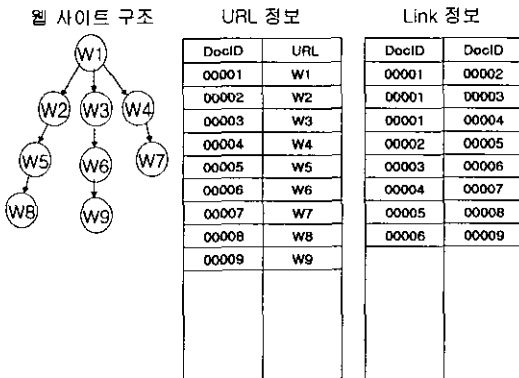 웹 사이트 구조
W1
W2 W3 W4
W5 W6 W7
W8 W9
URL 정보
DocID URL
00001 W1
00002 W2
00003 W3
00004 W4
00005 W5
00006 W6
00007 W7
00008 W8
00009 W9
Link 정보
DocID DocID
00001 00002
00001 00003
00001 00004
00002 00005
00003 00006
00004 00007
00005 00008
00006 00009